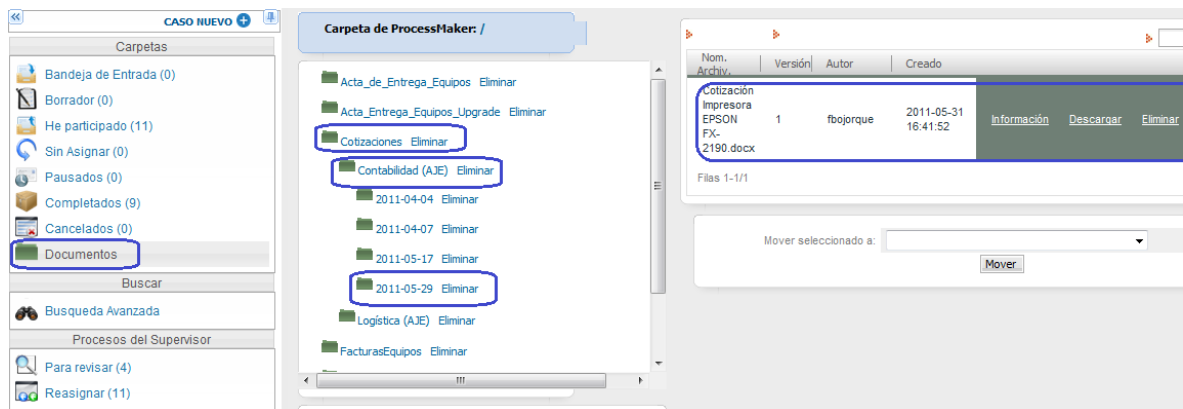 CASO NUEVO
Carpetas
Bandeja de Entrada (0)
Borrador (0)
He participado (11)
Sin Asignar (0)
Pausados (0)
Completados (9)
Cancelados (0)
Documentos
Buscar
Busqueda Avanzada
Procesos del Supervisor
Para revisar (4)
Reasignar (11)
Carpeta de ProcessMaker: /
Acta_de_Entrega_Equipos Eliminar
Acta_Entrega_Equipos_Upgrade Eliminar
Cotizaciones Eliminar
Contabilidad (AJE) Eliminar
2011-04-04 Eliminar
2011-04-07 Eliminar
2011-05-17 Eliminar
2011-05-29 Eliminar
Logística (AJE) Eliminar
FacturasEquipos Eliminar
Nom. Archiv. Versión Autor Creado
Cotización
Impresora
EPSON
FX-
2190.docx
1
fbojorque
2011-05-31
16:41:52
Información Descargar Eliminar
Filas 1-1/1
Mover seleccionado a:
Mover